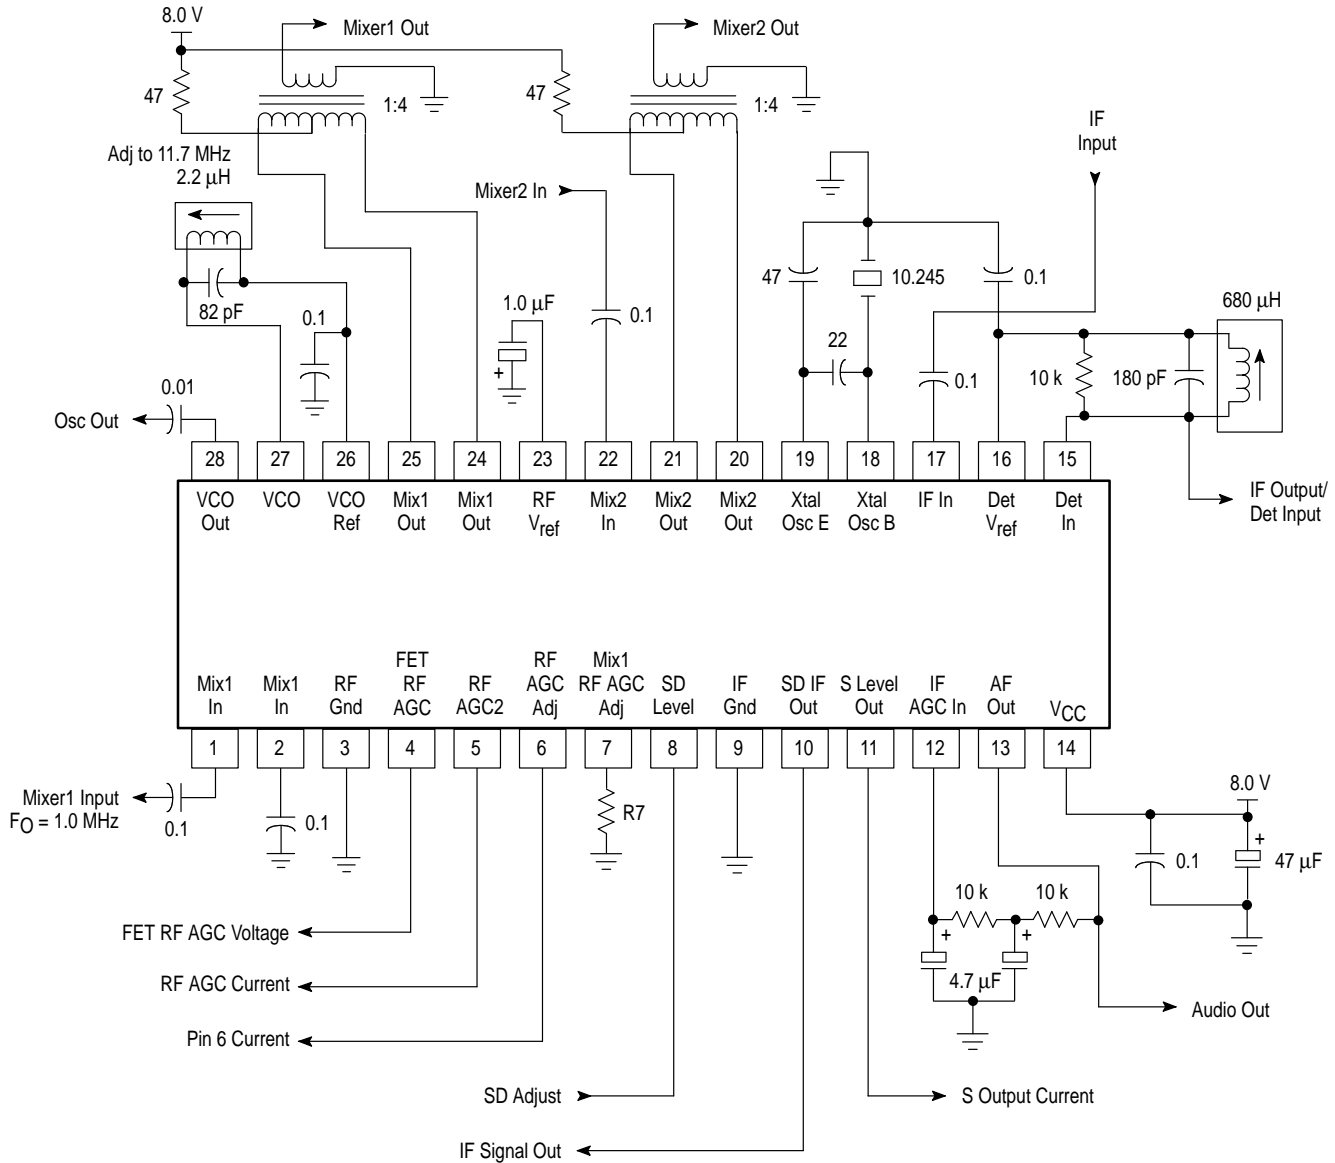 8.0 V
Mixer1 Out
Mixer2 Out
47
1:4
47
1:4
IF
Input
Adj to 11.7 MHz
2.2 μH
Mixer2 In
47
10.245
0.1
82 pF
0.1
1.0 μF
+
0.1
22
0.1
680 μH
10 k
180 pF
0.01
Osc Out
28
27
26
25
24
23
22
21
20
19
18
17
16
15
VCO
Out
VCO
VCO
Ref
Mix1
Out
Mix1
Out
RF
Vref
Mix2
In
Mix2
Out
Mix2
Out
Xtal
Osc E
Xtal
Osc B
IF In
Det
Vref
Det
In
IF Output/
Det Input
Mix1
In
Mix1
In
RF
Gnd
FET
RF
AGC
RF
AGC2
RF
AGC
Adj
Mix1
RF AGC
Adj
SD
Level
IF
Gnd
SD IF
Out
S Level
Out
IF
AGC In
AF
Out
VCC
1
2
3
4
5
6
7
8
9
10
11
12
13
14
Mixer1 Input
FO = 1.0 MHz
0.1
0.1
R7
8.0 V
0.1
+
47 μF
10 k
10 k
+
+
4.7 μF
FET RF AGC Voltage
RF AGC Current
Pin 6 Current
Audio Out
SD Adjust
S Output Current
IF Signal Out